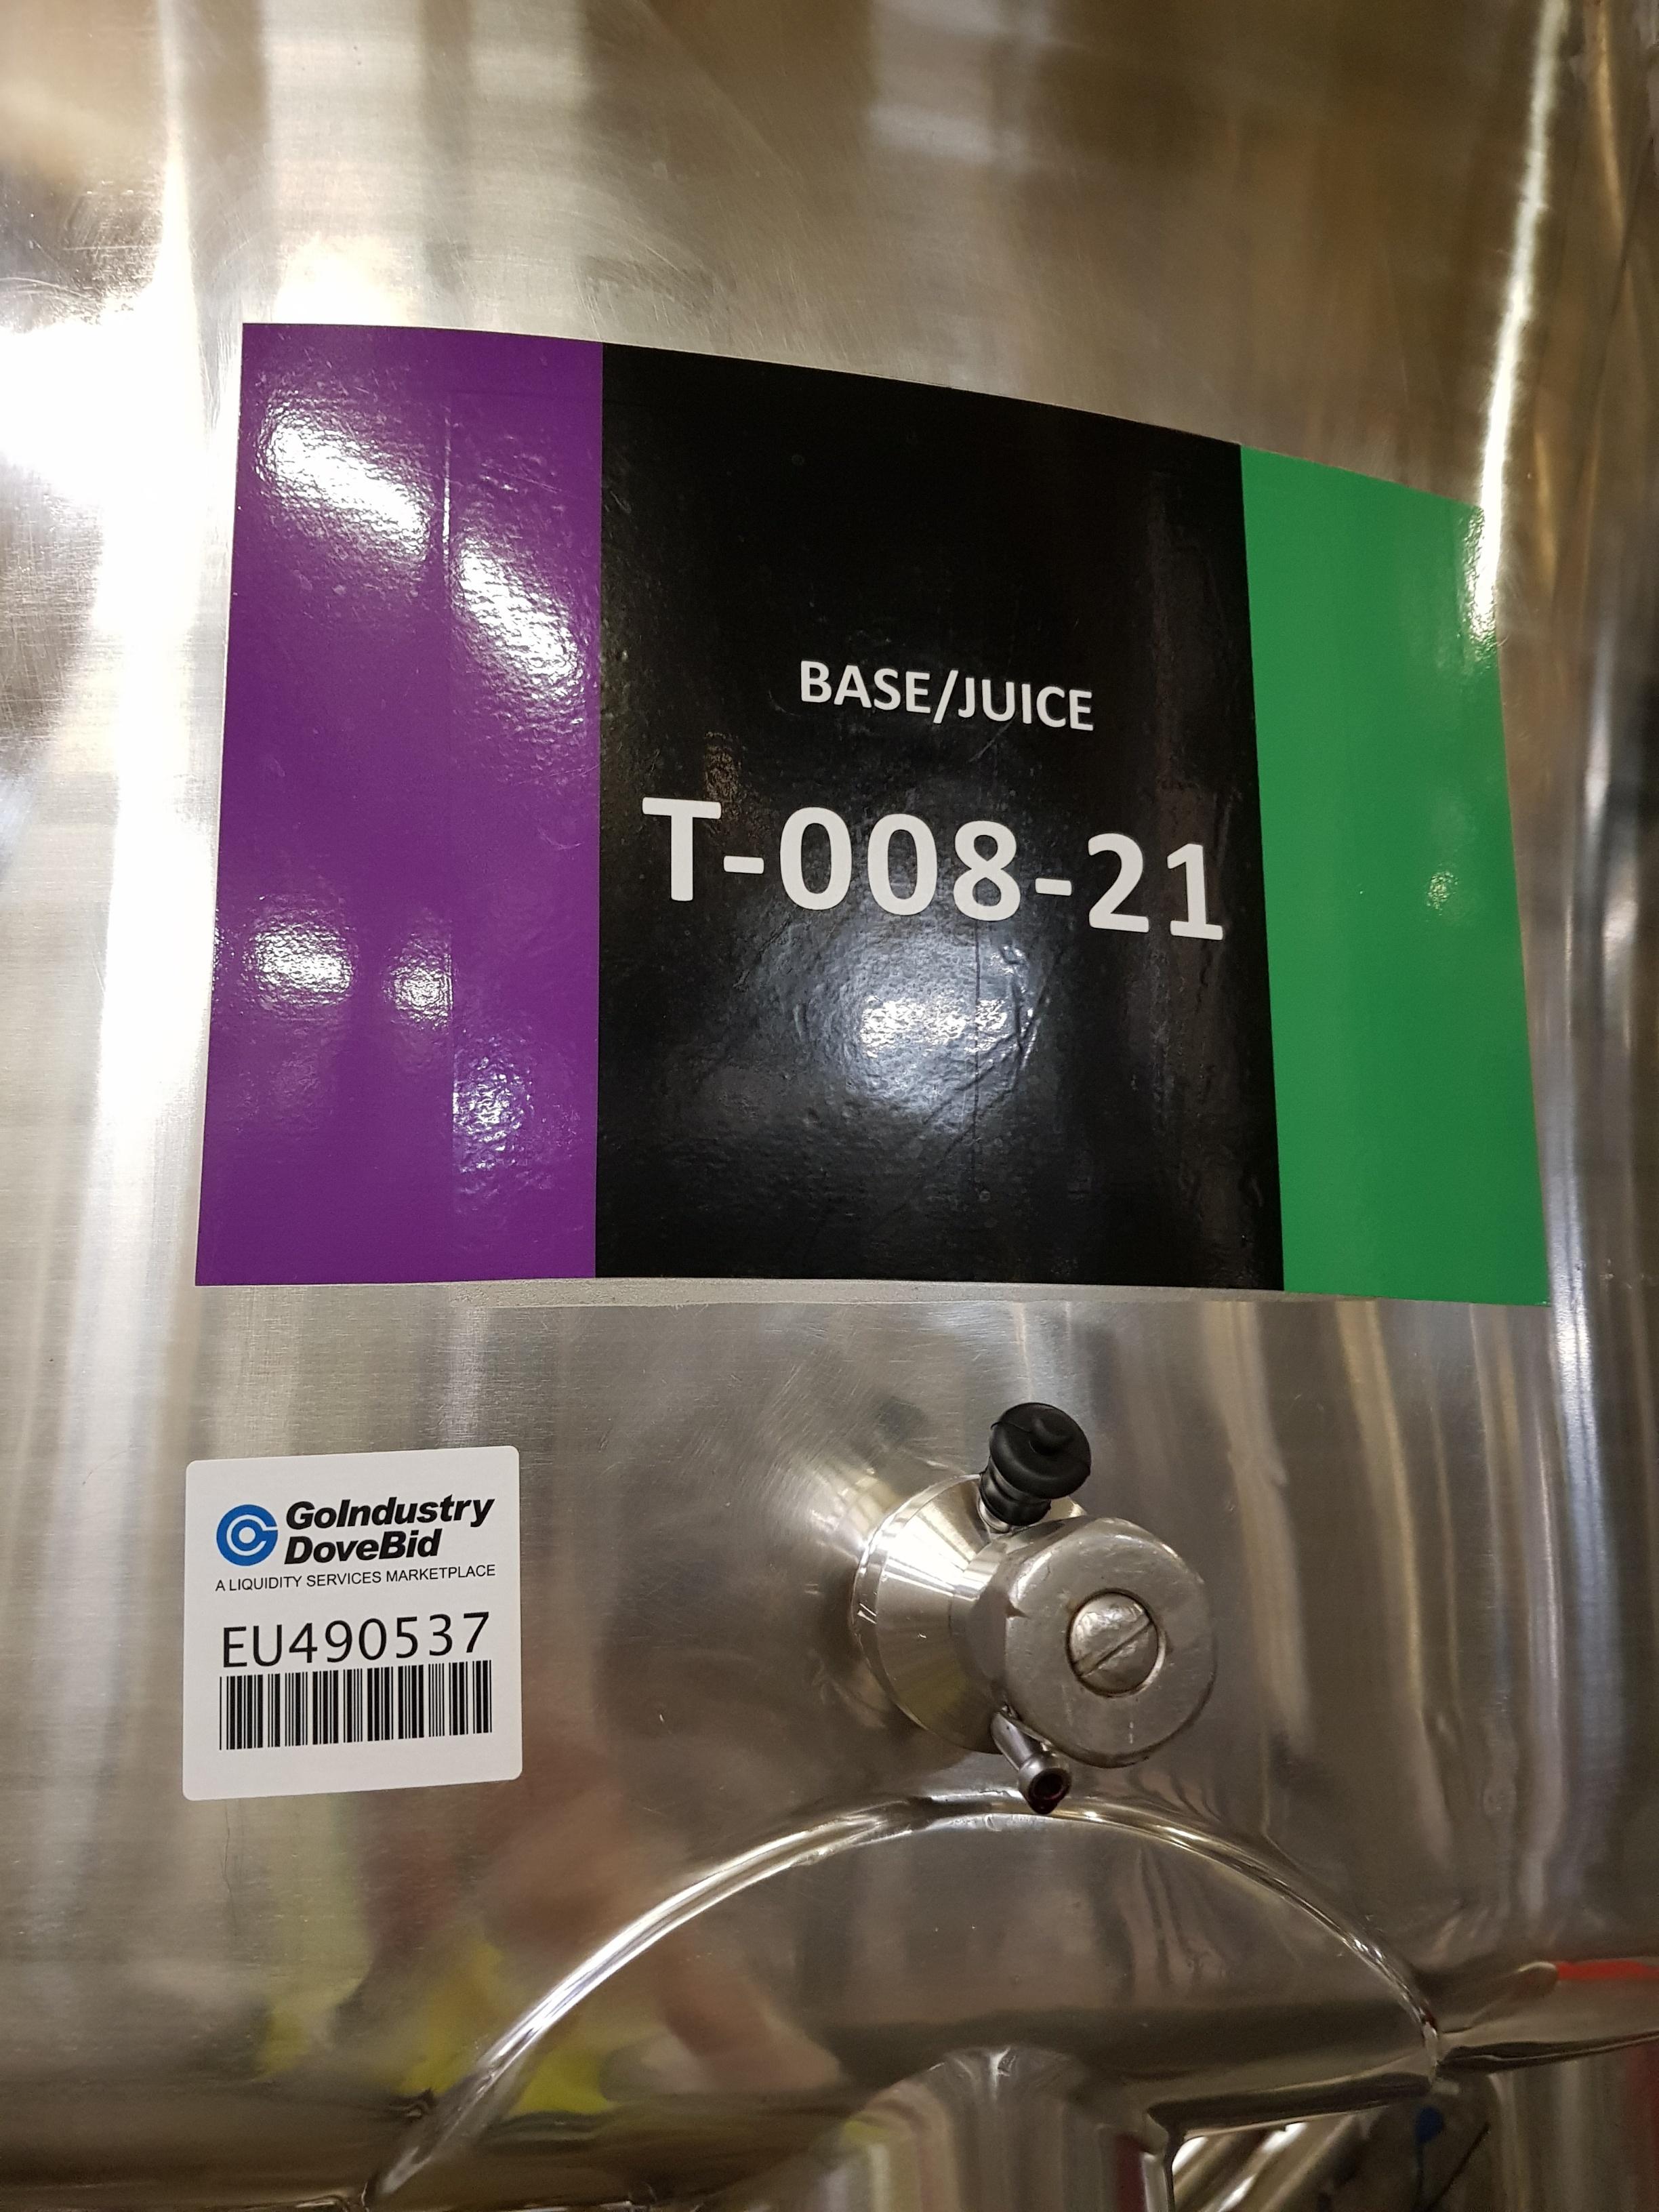 BASE/JUICE
T-008-21
GoIndustry
DoveBid
A LIQUIDITY SERVICES MARKETPLACE
EU490537